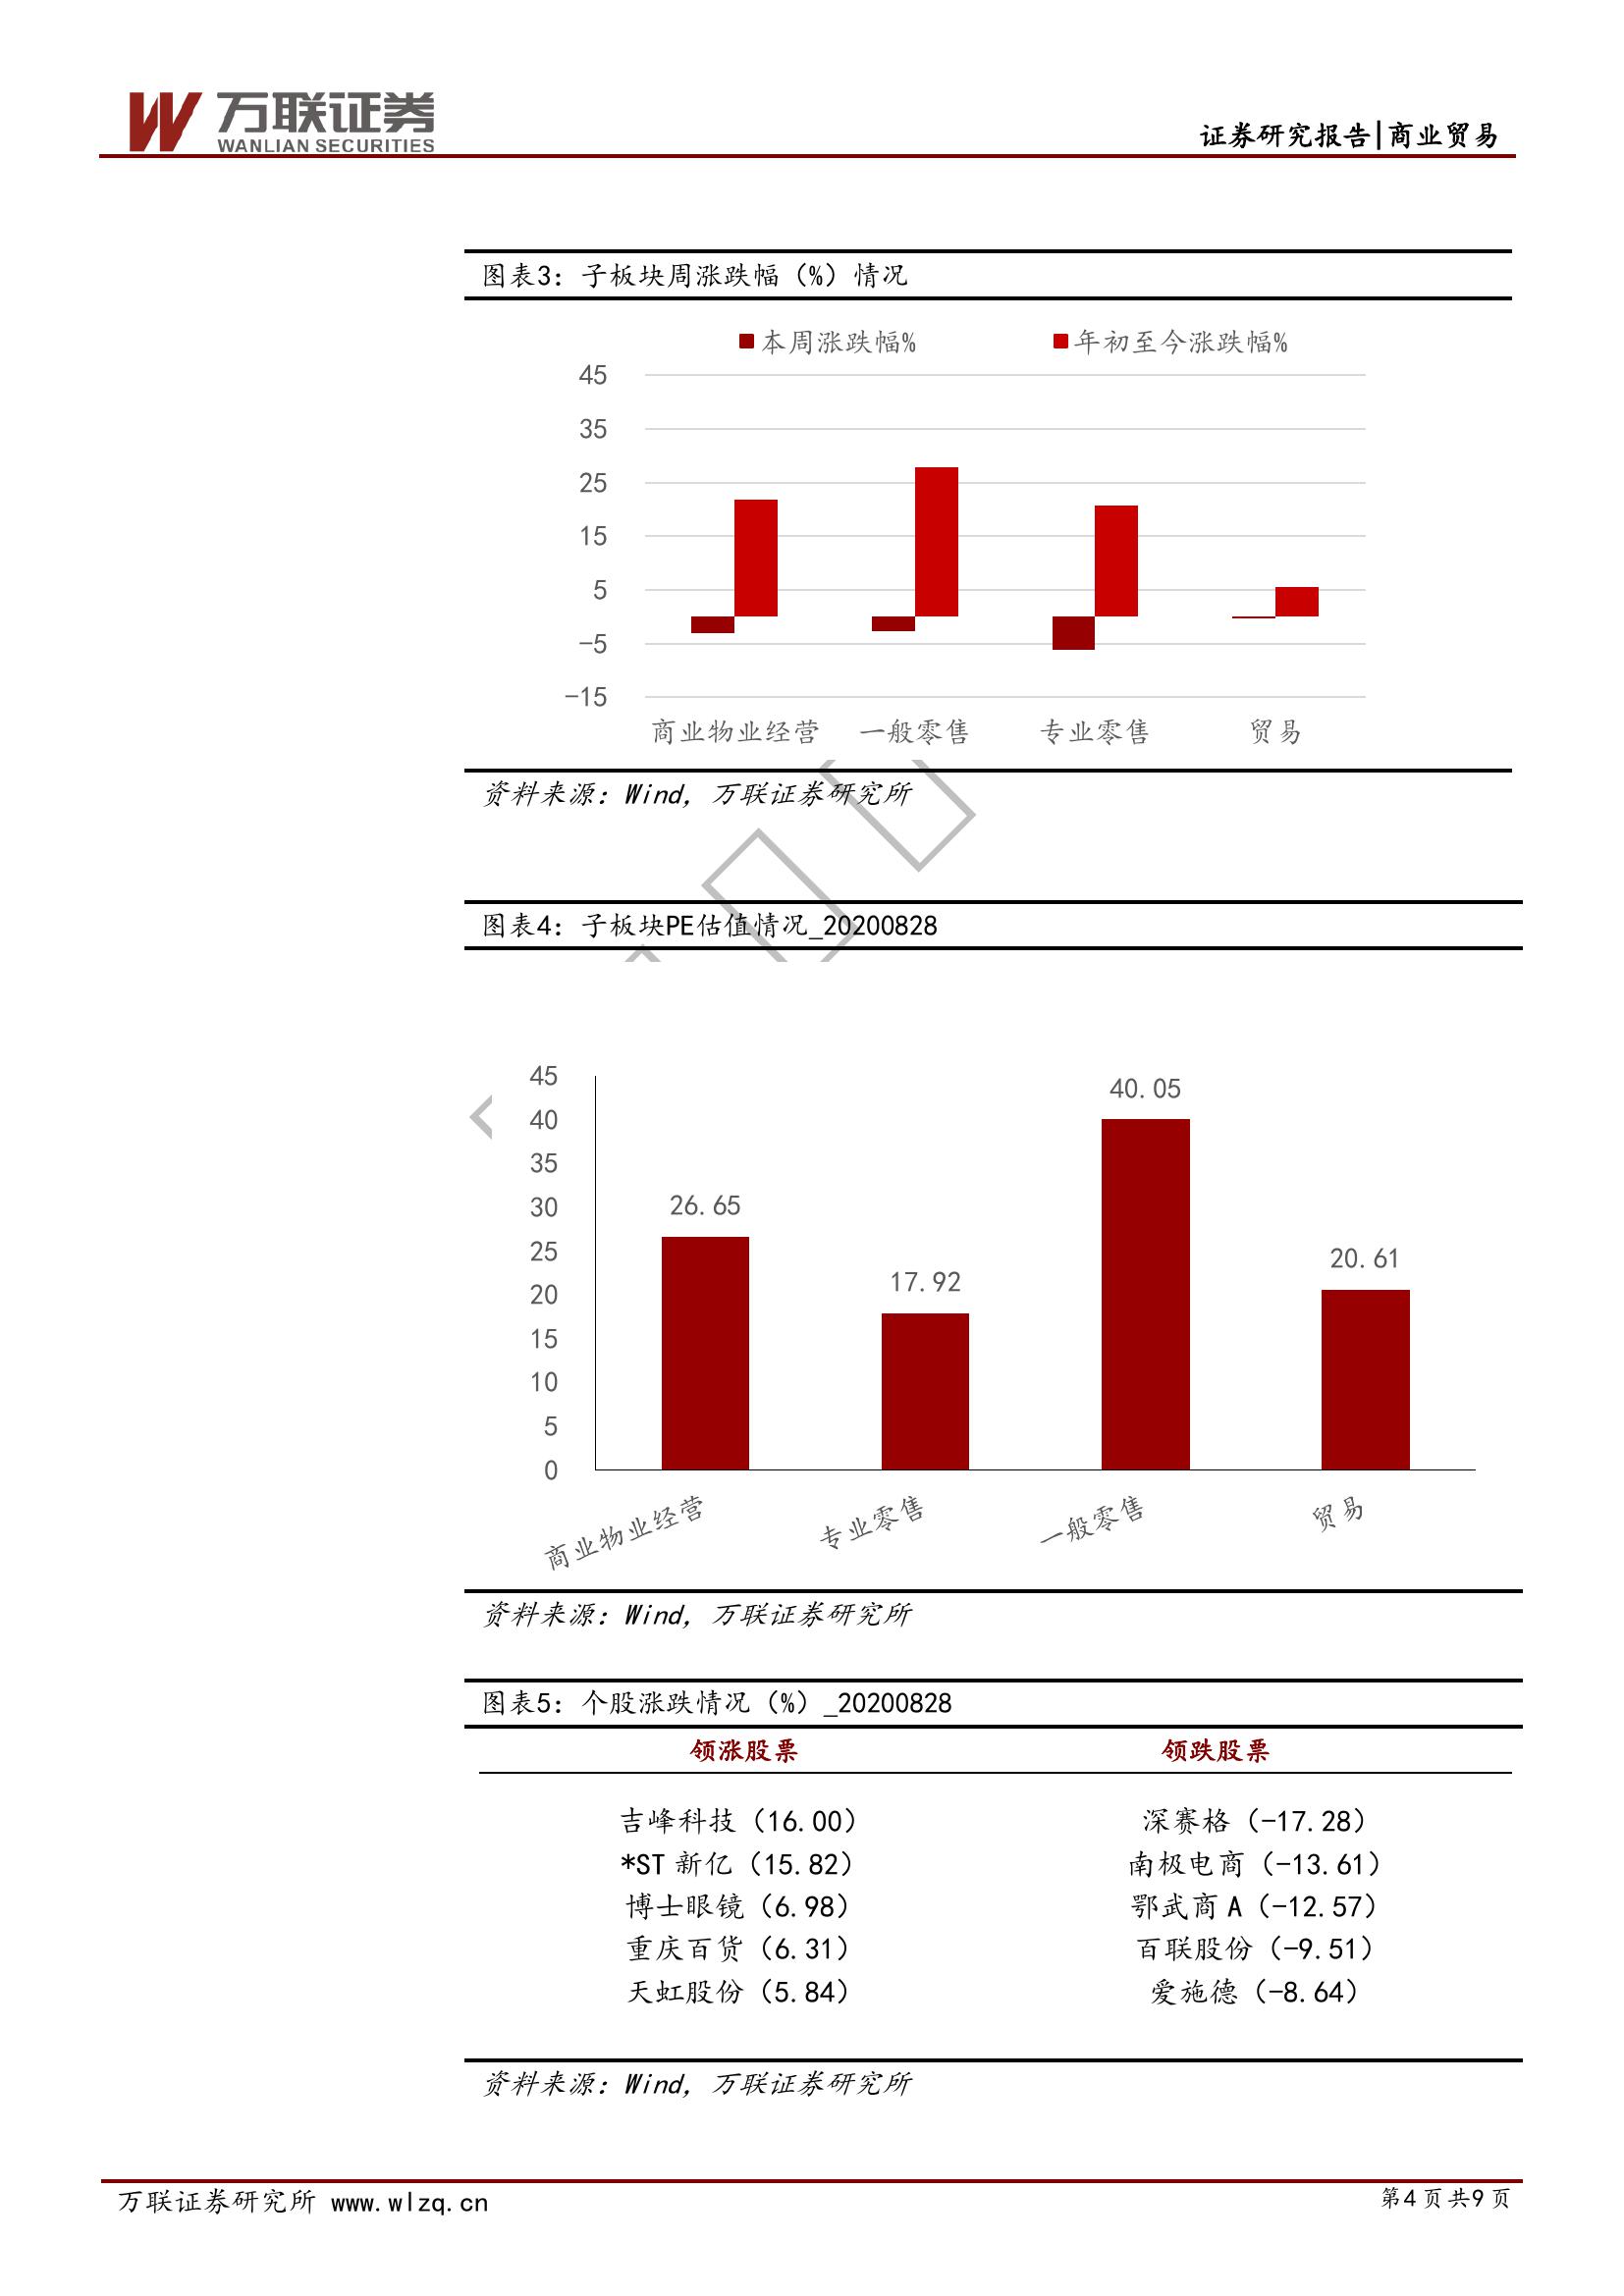 万联证券
WANLIAN SECURITIES
证券研究报告|商业贸易
图表3：子板块周涨跌幅（%）情况
本周涨跌幅% 年初至今涨跌幅%
45
35
25
15
5
-5
-15
商业物业经营 一般零售 专业零售 贸易
资料来源：Wind，万联证券研究所
图表4：子板块PE估值情况_20200828
45
40
35
30
25
20
15
10
5
0
26.65
17.92
40.05
20.61
商业物业经营 专业零售 一般零售 贸易
资料来源：Wind，万联证券研究所
图表5：个股涨跌情况（%）_20200828
领涨股票 领跌股票
吉峰科技（16.00） 深赛格（-17.28）
*ST 新亿（15.82） 南极电商（-13.61）
博士眼镜（6.98） 鄂武商 A（-12.57）
重庆百货（6.31） 百联股份（-9.51）
天虹股份（5.84） 爱施德（-8.64）
资料来源：Wind，万联证券研究所
万联证券研究所 www.wlzq.cn 第4页共9页